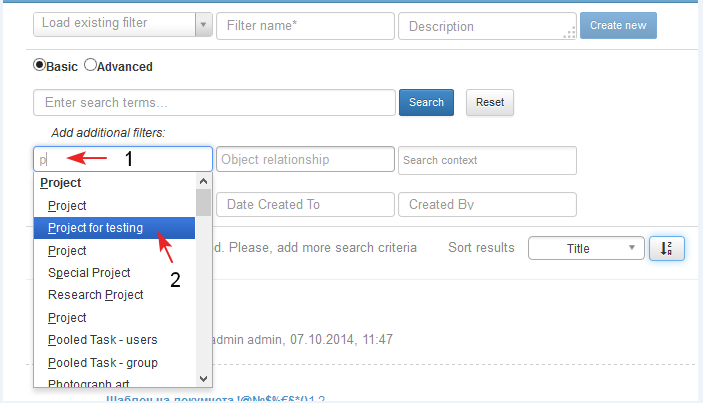 Load existing filter Filter name* Description Create new
Basic Advanced
Enter search terms... Search Reset
Add additional filters:
p 1 Object relationship Search context
Project
Project
Date Created To Created By
Project for testing
2
d. Please, add more search criteria Sort results Title
Project
Special Project
Research Project
Project
Pooled Task - users
admin admin, 07.10.2014, 11:47
Pooled Task - group
Photograph art